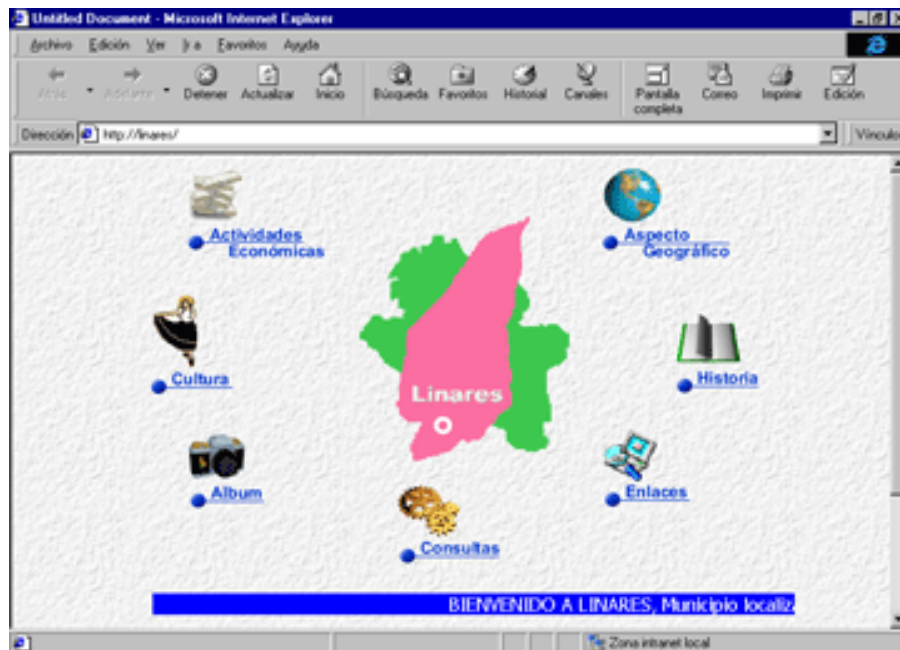 Untitled Document - Microsoft Internet Explorer
Archivo Edición Ver Ir a Favoritos Ayuda
Atrás Adelante Detener Actualizar Inicio Búsqueda Favoritos Historial Canales Pantalla completa Correo Imprimir Edición
Dirección http://linares/ Vínculo
Actividades
Económicas
Aspecto
Geográfico
Cultura
Historia
Linares
Album
Enlaces
Consultas
BIENVENIDO A LINARES, Municipio localiz
Zona intranet local